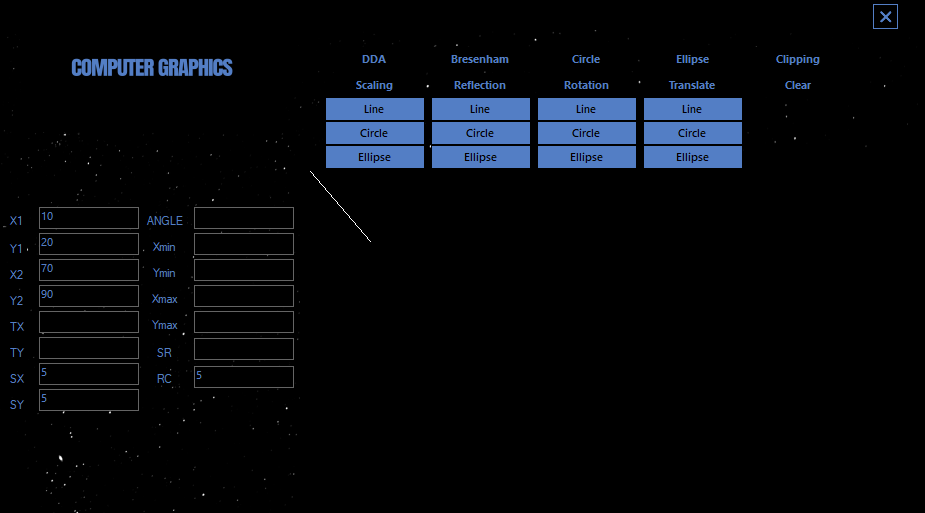 COMPUTER GRAPHICS
DDA Bresenham Circle Ellipse Clipping
Scaling Reflection Rotation Translate Clear
Line Line Line Line
Circle Circle Circle Circle
Ellipse Ellipse Ellipse Ellipse
X1 10 ANGLE
Y1 20 Xmin
X2 70 Ymin
Y2 90 Xmax
TX Ymax
TY SR
SX 5 RC 5
SY 5